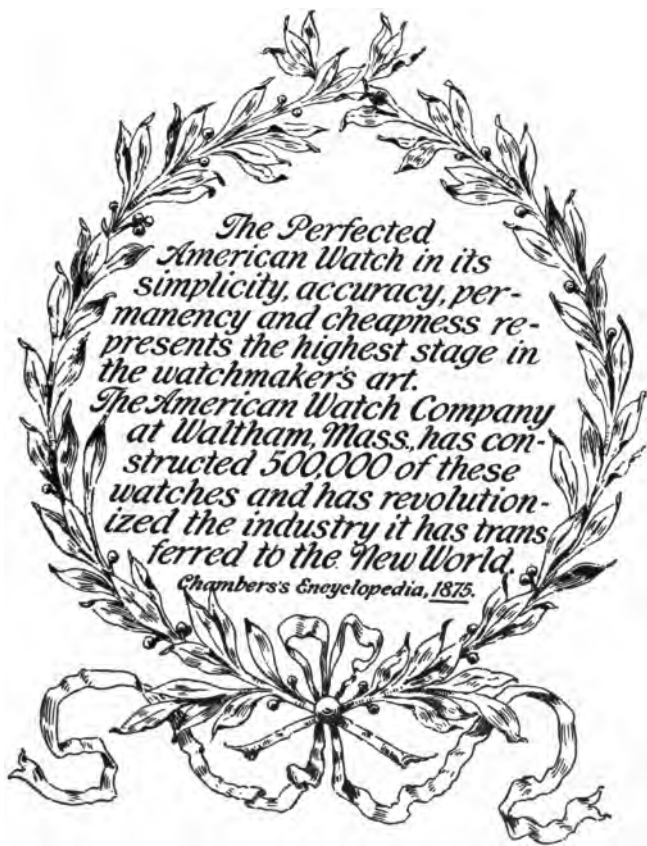 The Perfected
American Watch in its
simplicity, accuracy, per-
manency and cheapness re-
presents the highest stage in
the watchmaker's art.
The American Watch Company
at Waltham, Mass., has con-
structed 500,000 of these
watches and has revolution-
ized the industry it has trans
ferred to the New World.
Chambers's Encyclopedia, 1875.